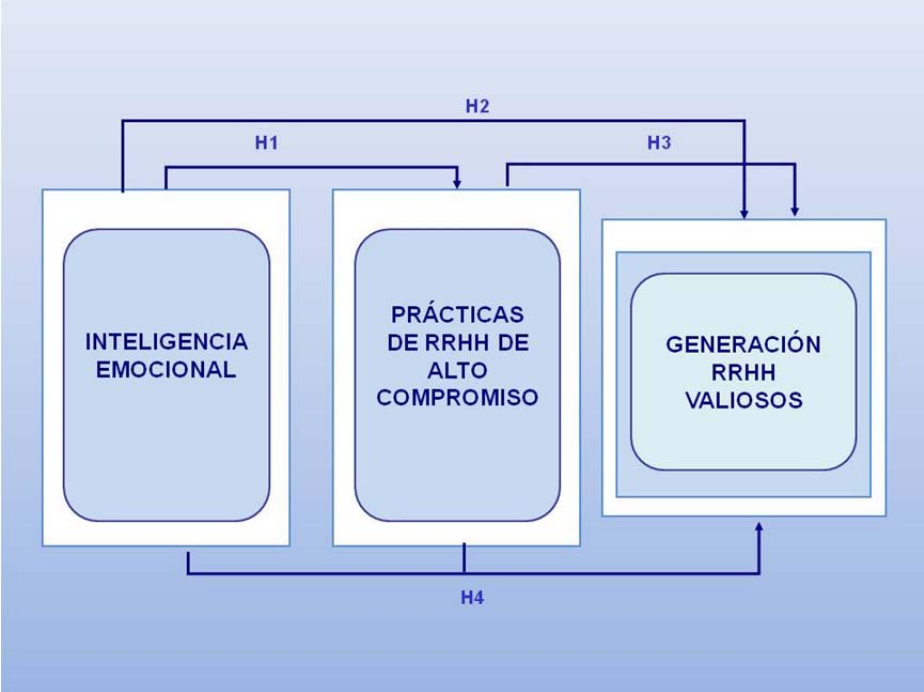 H2
H1
H3
INTELIGENCIA
EMOCIONAL
PRÁCTICAS
DE RRHH DE
ALTO
COMPROMISO
GENERACIÓN
RRHH
VALIOSOS
H4